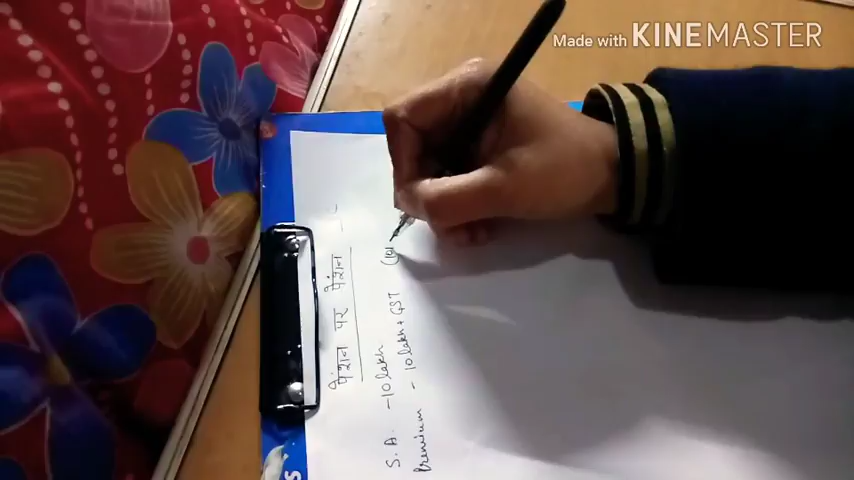 Made with KINEMASTER
पेंशन पर पेंशन :-
S. A. - 10 lakh
Premium - 10 lakh + GST
S